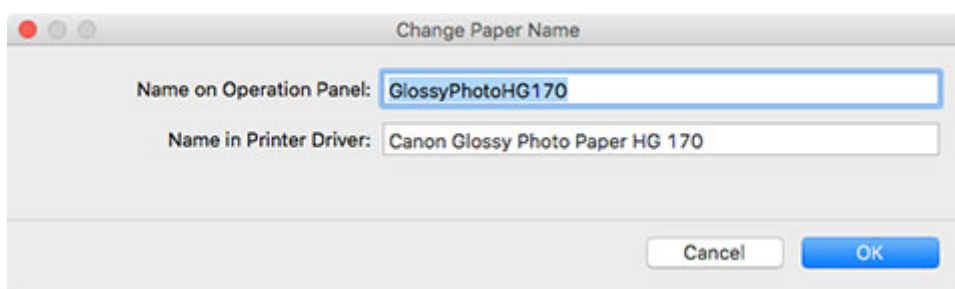 Change Paper Name
Name on Operation Panel: GlossyPhotoHG170
Name in Printer Driver: Canon Glossy Photo Paper HG 170
Cancel OK